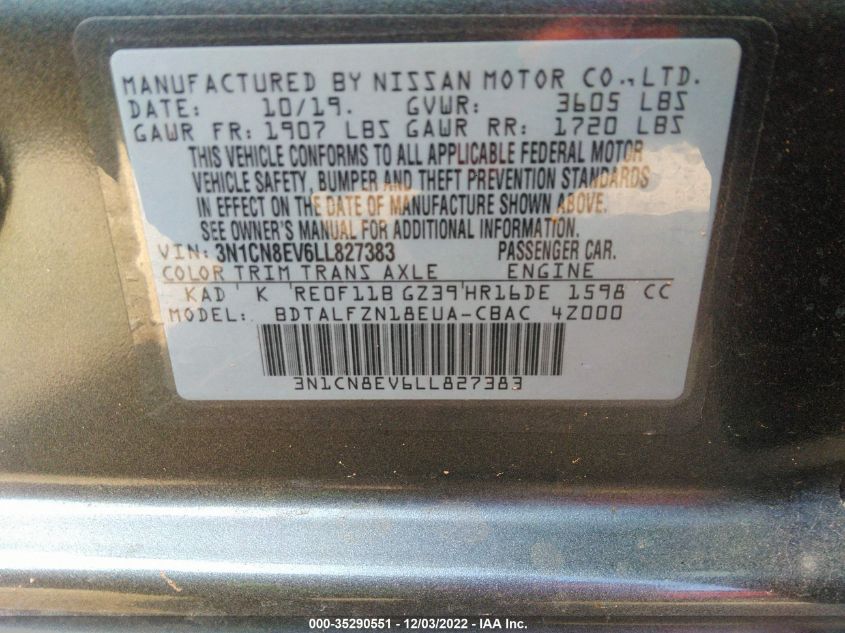 MANUFACTURED BY NISSAN MOTOR CO., LTD.
DATE: 10/19. GVWR: 3605 LBS
GAWR FR: 1907 LBS GAWR RR: 1720 LBS
THIS VEHICLE CONFORMS TO ALL APPLICABLE FEDERAL MOTOR
VEHICLE SAFETY, BUMPER AND THEFT PREVENTION STANDARDS
IN EFFECT ON THE DATE OF MANUFACTURE SHOWN ABOVE.
SEE OWNER'S MANUAL FOR ADDITIONAL INFORMATION.
VIN: 3N1CN8EV6LL827383 PASSENGER CAR.
COLOR TRIM TRANS AXLE ENGINE
KAD K RE0F11B GZ39 HR16DE 1598 CC
MODEL: BDTALFZN18EUA-CBAC 4Z000
3N1CN8EV6LL827383
000-35290551 - 12/03/2022 - IAA Inc.